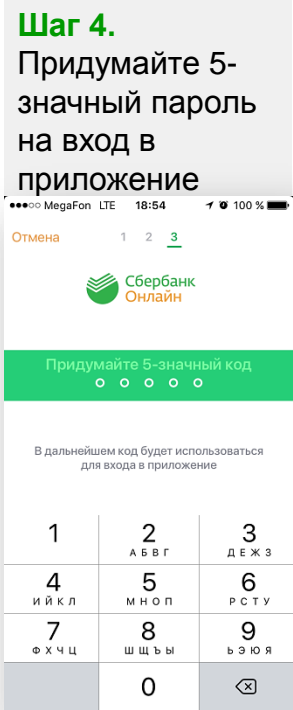 Шаг 4.
Придумайте 5-
значный пароль
на вход в
приложение
MegaFon LTE 18:54 100 %
Отмена 1 2 3
Сбербанк
Онлайн
Придумайте 5-значный код
В дальнейшем код будет использоваться
для входа в приложение
1 2 3
АБВГ ДЕЖЗ
4 5 6
ИЙКЛ МНОП РСТУ
7 8 9
ФХЧЦ ШЩЪЫ ЬЭЮЯ
0